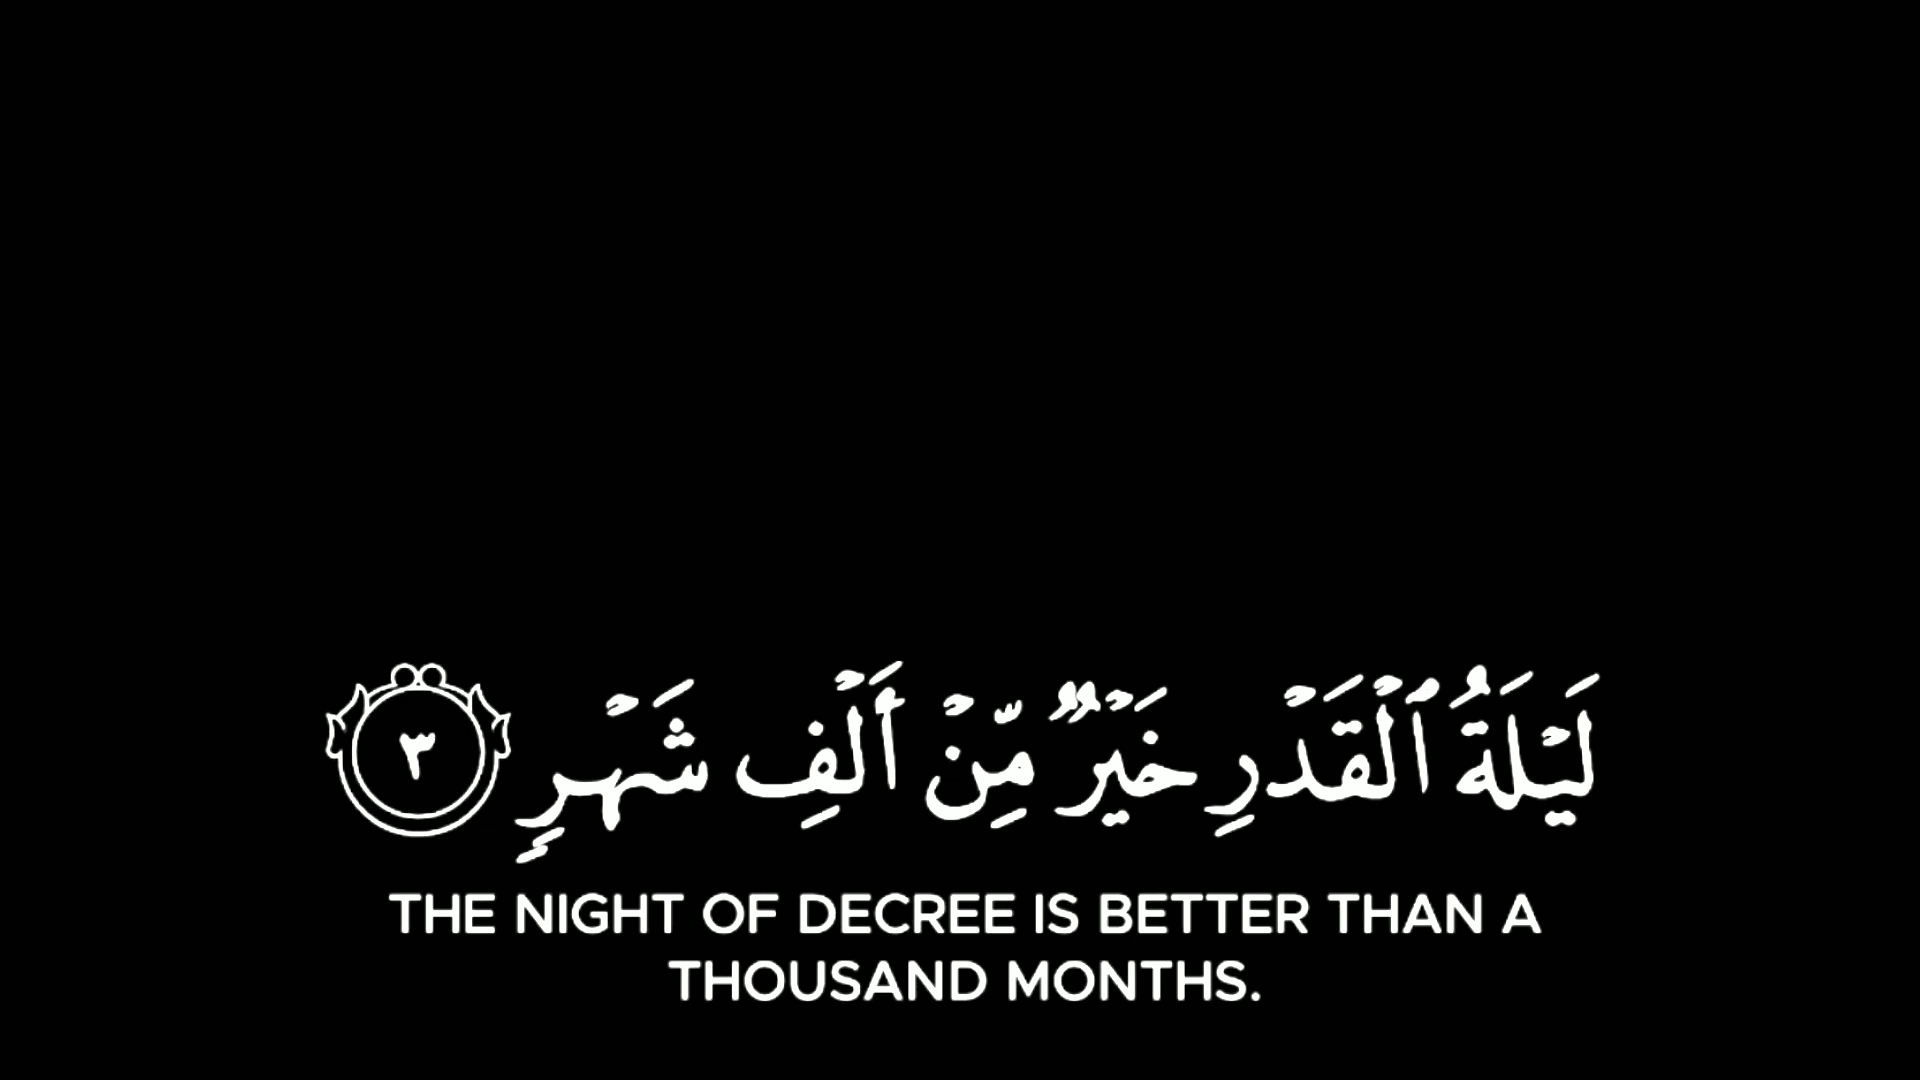 لَيْلَةُ ٱلْقَدْرِ خَيْرٌ مِّنْ أَلْفِ شَهْرٍ ٣
THE NIGHT OF DECREE IS BETTER THAN A
THOUSAND MONTHS.